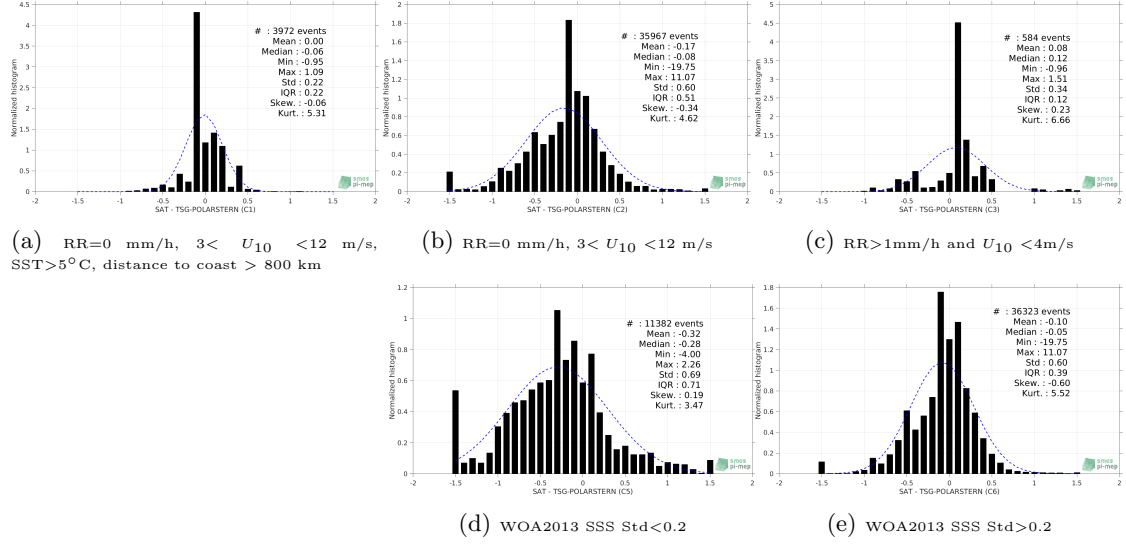 4.5
4
3.5
3
2.5
2
1.5
1
0.5
0
-2
-1.5
-1
-0.5
0
0.5
1
1.5
2
Normalized histogram
SAT - TSG-POLARSTERN (C1)
# : 3972 events
Mean : 0.00
Median : -0.06
Min : -0.95
Max : 1.09
Std : 0.22
IQR : 0.22
Skew. : -0.06
Kurt. : 5.31
smos
pi-mep
2
1.8
1.6
1.4
1.2
1
0.8
0.6
0.4
0.2
0
-2
-1.5
-1
-0.5
0
0.5
1
1.5
2
Normalized histogram
SAT - TSG-POLARSTERN (C2)
# : 35967 events
Mean : -0.17
Median : -0.08
Min : -19.75
Max : 11.07
Std : 0.60
IQR : 0.51
Skew. : -0.34
Kurt. : 4.62
smos
pi-mep
5
4.5
4
3.5
3
2.5
2
1.5
1
0.5
0
-2
-1.5
-1
-0.5
0
0.5
1
1.5
2
Normalized histogram
SAT - TSG-POLARSTERN (C3)
# : 584 events
Mean : 0.08
Median : 0.12
Min : -0.96
Max : 1.51
Std : 0.34
IQR : 0.12
Skew. : 0.23
Kurt. : 6.66
smos
pi-mep
(a) RR=0 mm/h, 3< U10 <12 m/s,
SST>5°C, distance to coast > 800 km
(b) RR=0 mm/h, 3< U10 <12 m/s
(c) RR>1mm/h and U10 <4m/s
1.2
1
0.8
0.6
0.4
0.2
0
-2
-1.5
-1
-0.5
0
0.5
1
1.5
2
Normalized histogram
SAT - TSG-POLARSTERN (C5)
# : 11382 events
Mean : -0.32
Median : -0.28
Min : -4.00
Max : 2.26
Std : 0.69
IQR : 0.71
Skew. : 0.19
Kurt. : 3.47
smos
pi-mep
1.8
1.6
1.4
1.2
1
0.8
0.6
0.4
0.2
0
-2
-1.5
-1
-0.5
0
0.5
1
1.5
2
Normalized histogram
SAT - TSG-POLARSTERN (C6)
# : 36323 events
Mean : -0.10
Median : -0.05
Min : -19.75
Max : 11.07
Std : 0.60
IQR : 0.39
Skew. : -0.60
Kurt. : 5.52
smos
pi-mep
(d) WOA2013 SSS Std<0.2
(e) WOA2013 SSS Std>0.2